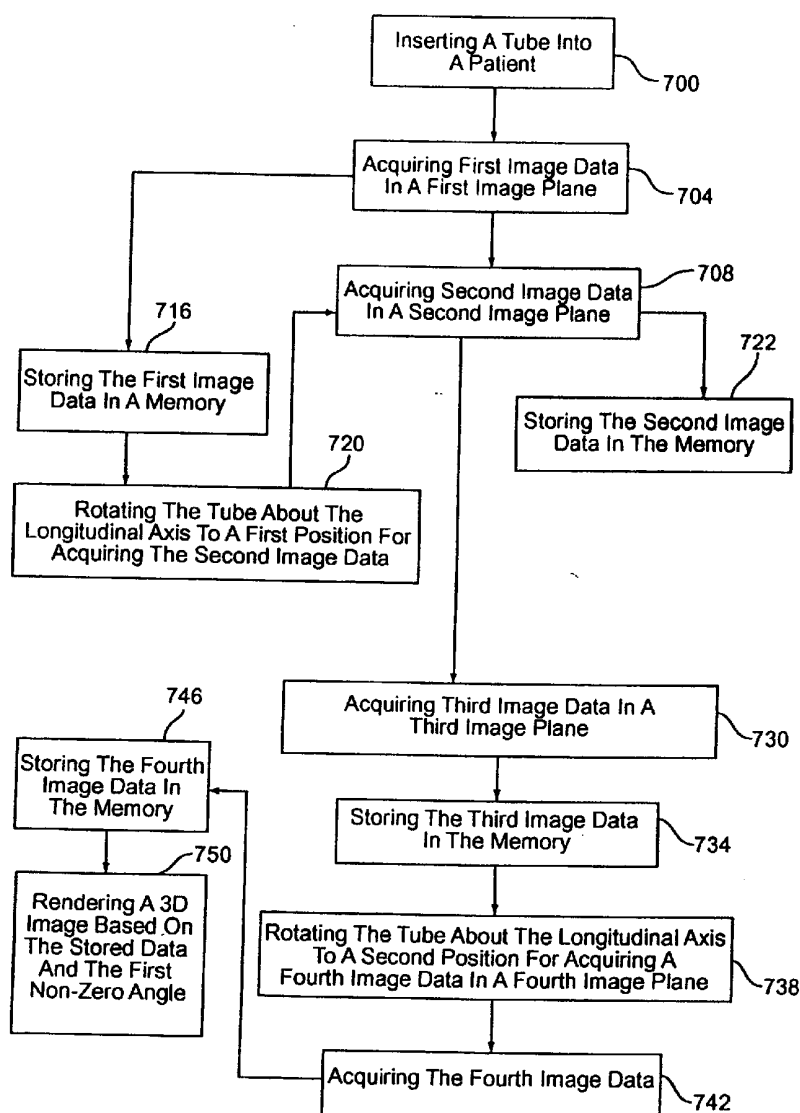 Inserting A Tube Into
A Patient
700
Acquiring First Image Data
In A First Image Plane
704
708
Acquiring Second Image Data
In A Second Image Plane
716
Storing The First Image
Data In A Memory
722
Storing The Second Image
Data In The Memory
720
Rotating The Tube About The
Longitudinal Axis To A First Position For
Acquiring The Second Image Data
Acquiring Third Image Data In A
Third Image Plane
730
746
Storing The Fourth
Image Data In
The Memory
Storing The Third Image Data
In The Memory
734
750
Rendering A 3D
Image Based On
The Stored Data
And The First
Non-Zero Angle
Rotating The Tube About The Longitudinal Axis
To A Second Position For Acquiring A
Fourth Image Data In A Fourth Image Plane
738
Acquiring The Fourth Image Data
742